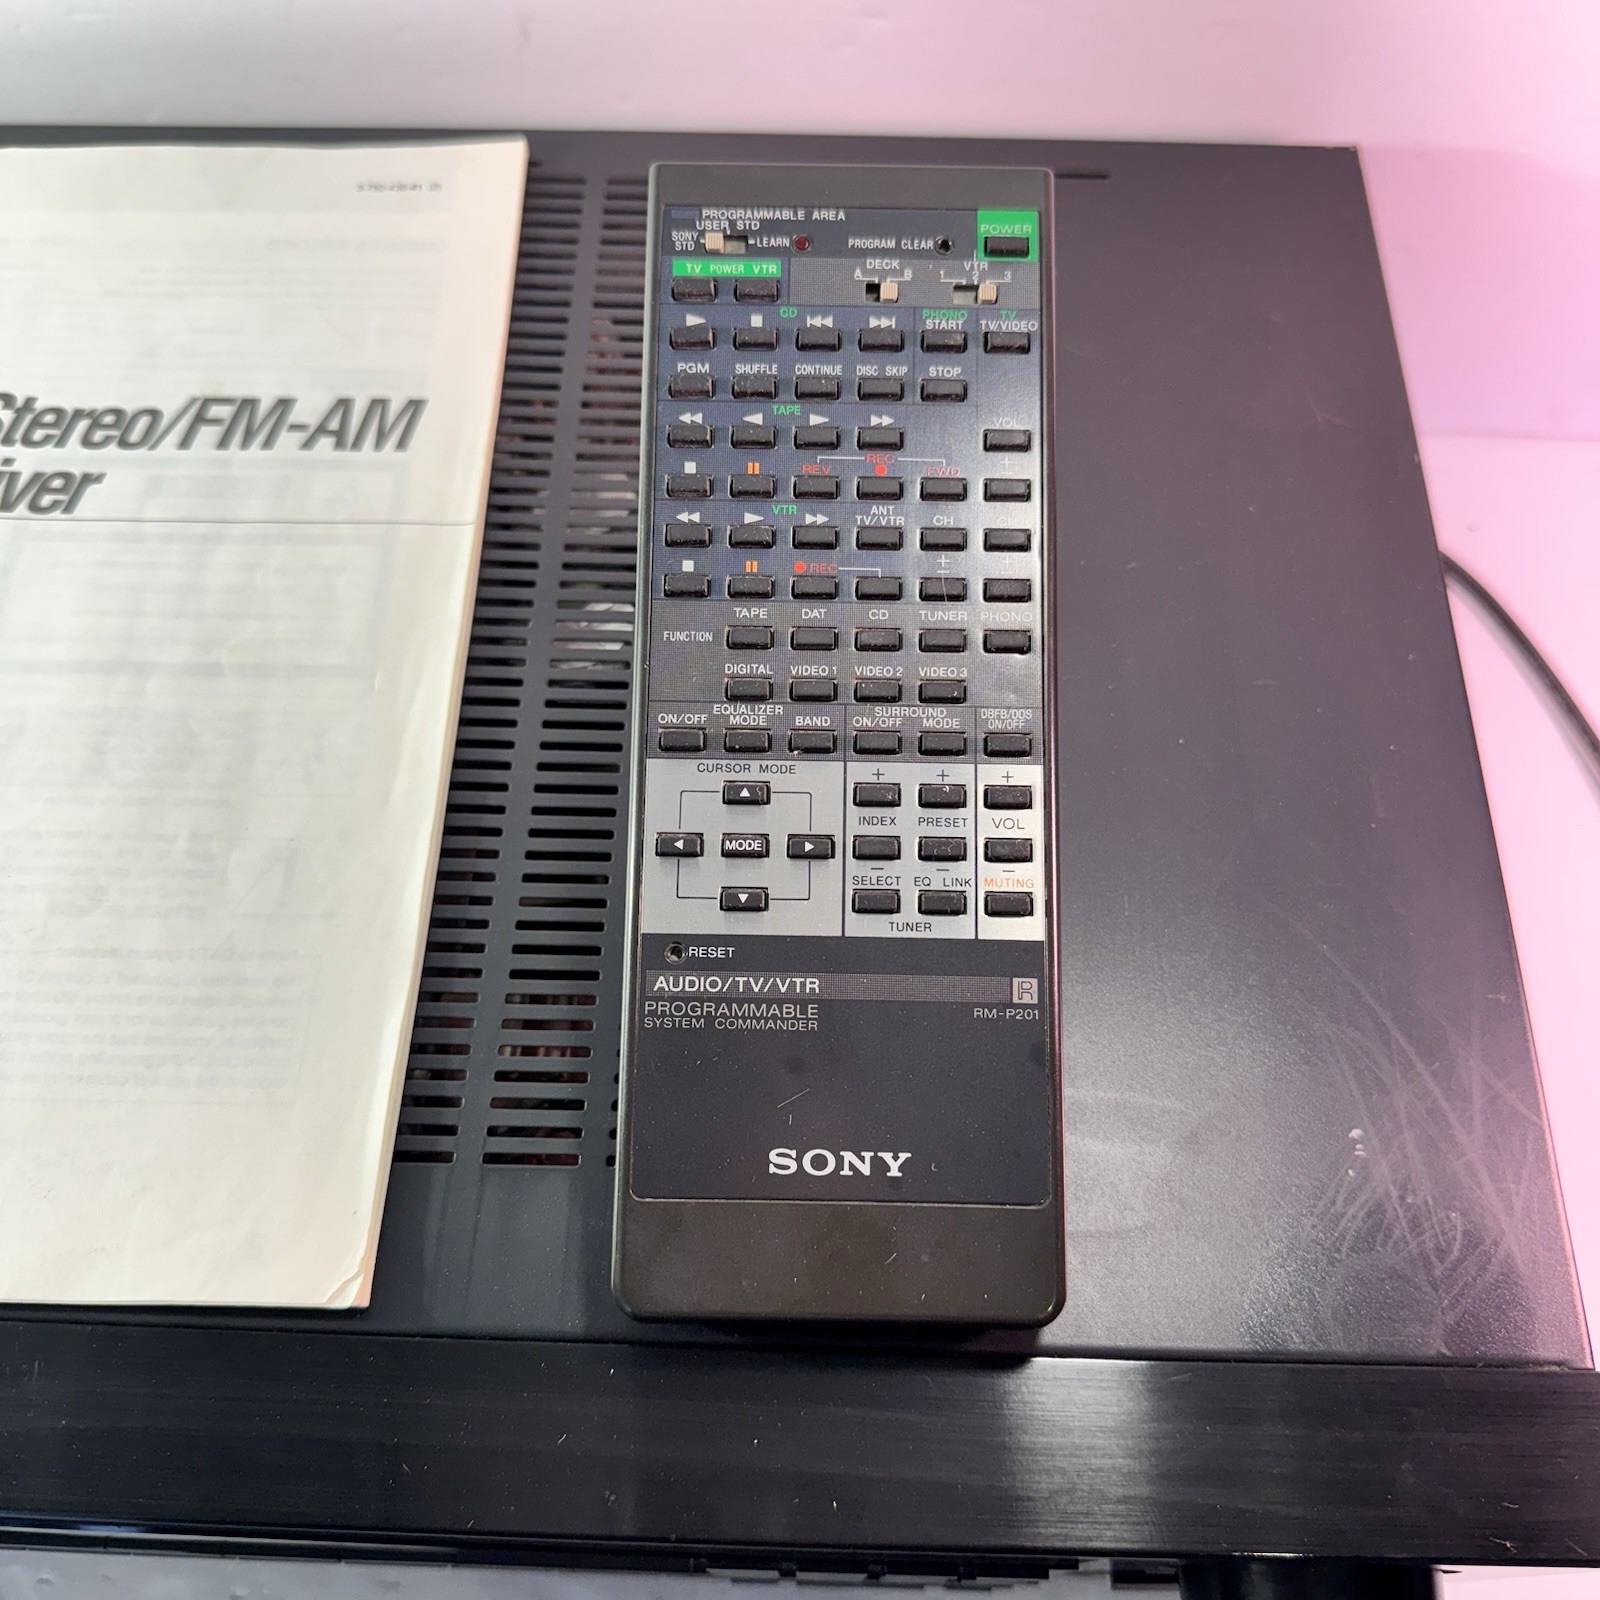 Stereo/FM-AM
iver
PROGRAMMABLE AREA
USER STD
SONY STD
LEARN
PROGRAM CLEAR
POWER
TV POWER VTR
DECK
A B
VTR
1 2 3
CD
PHONO
START
TV
TV/VIDEO
PGM
SHUFFLE
CONTINUE
DISC SKIP
STOP
TAPE
VOL
+
REC
REV
FWD
VTR
ANT
TV/VTR
CH
REC
+
TAPE
DAT
CD
TUNER
PHONO
FUNCTION
DIGITAL
VIDEO 1
VIDEO 2
VIDEO 3
EQUALIZER
ON/OFF
MODE
BAND
SURROUND
ON/OFF
MODE
DBFB/DDS
ON/OFF
CURSOR MODE
+ + +
INDEX
PRESET
VOL
MODE
- - -
SELECT
EQ LINK
MUTING
TUNER
RESET
AUDIO/TV/VTR
PROGRAMMABLE
SYSTEM COMMANDER
RM-P201
SONY